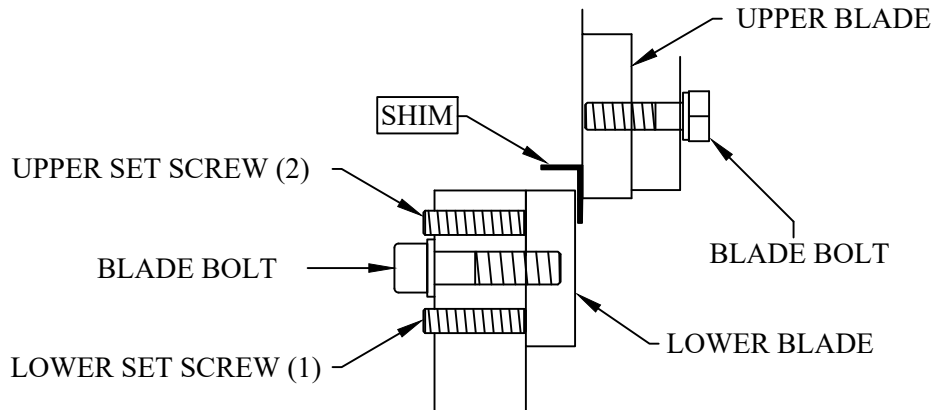 UPPER BLADE
SHIM
UPPER SET SCREW (2)
BLADE BOLT
BLADE BOLT
LOWER BLADE
LOWER SET SCREW (1)